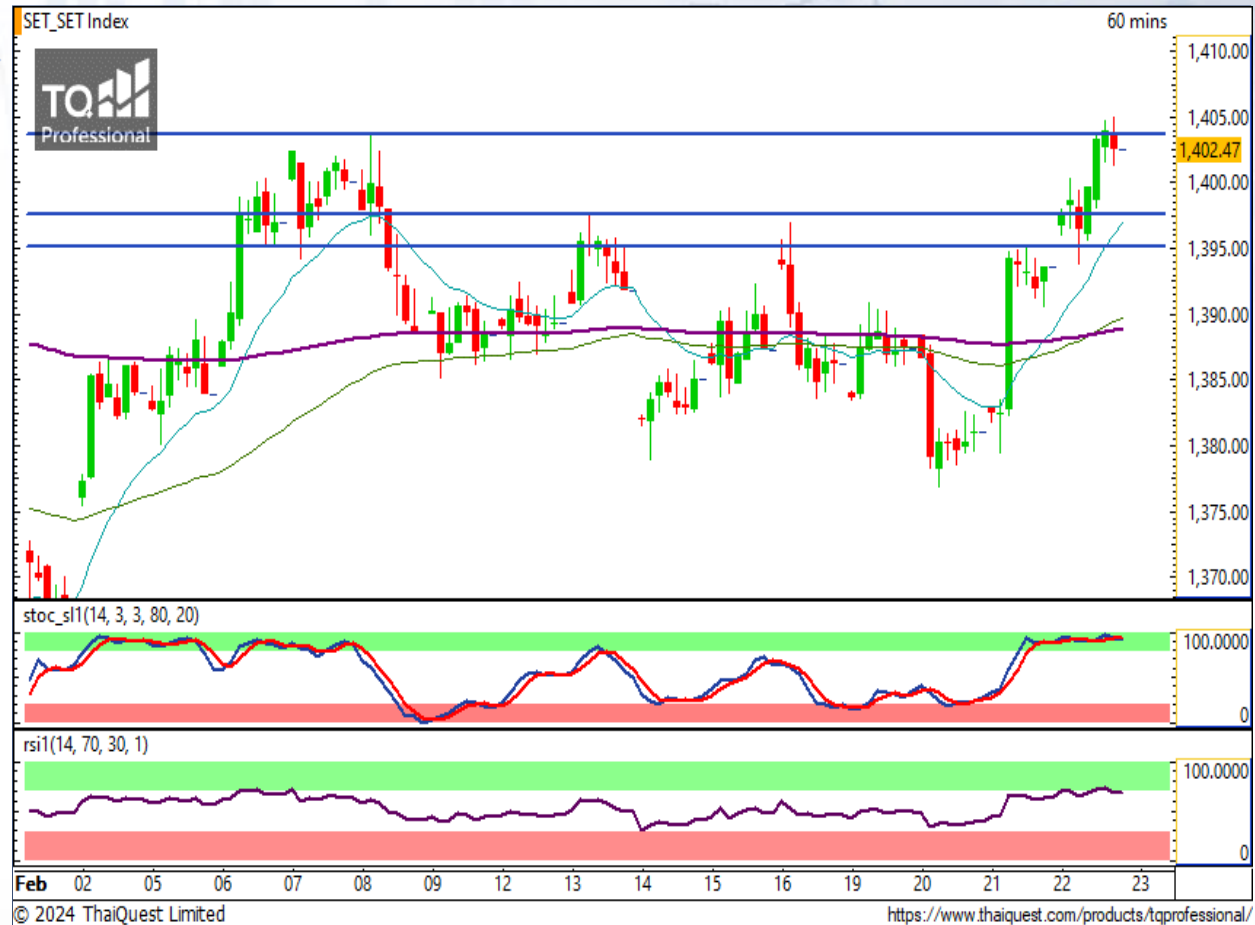 SET_SET Index
60 mins
TQ
Professional
1,410.00
1,405.00
1,402.47
1,400.00
1,395.00
1,390.00
1,385.00
1,380.00
1,375.00
1,370.00
stoc_sl1(14, 3, 3, 80, 20)
100.0000
0
rsi1(14, 70, 30, 1)
100.0000
0
Feb 02 05 06 07 08 09 12 13 14 15 16 19 20 21 22 23
© 2024 ThaiQuest Limited
https://www.thaiquest.com/products/tqprofessional/